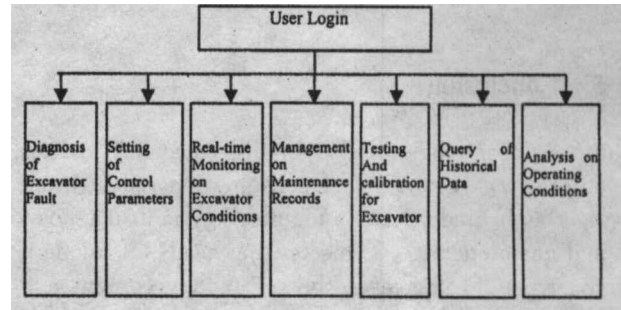 User Login
Diagnosis
of
Excavator
Fault
Setting
of
Control
Parameters
Real-time
Monitoring
on
Excavator
Conditions
Management
on
Maintenance
Records
Testing
And
calibration
for
Excavator
Query of
Historical
Data
Analysis on
Operating
Conditions